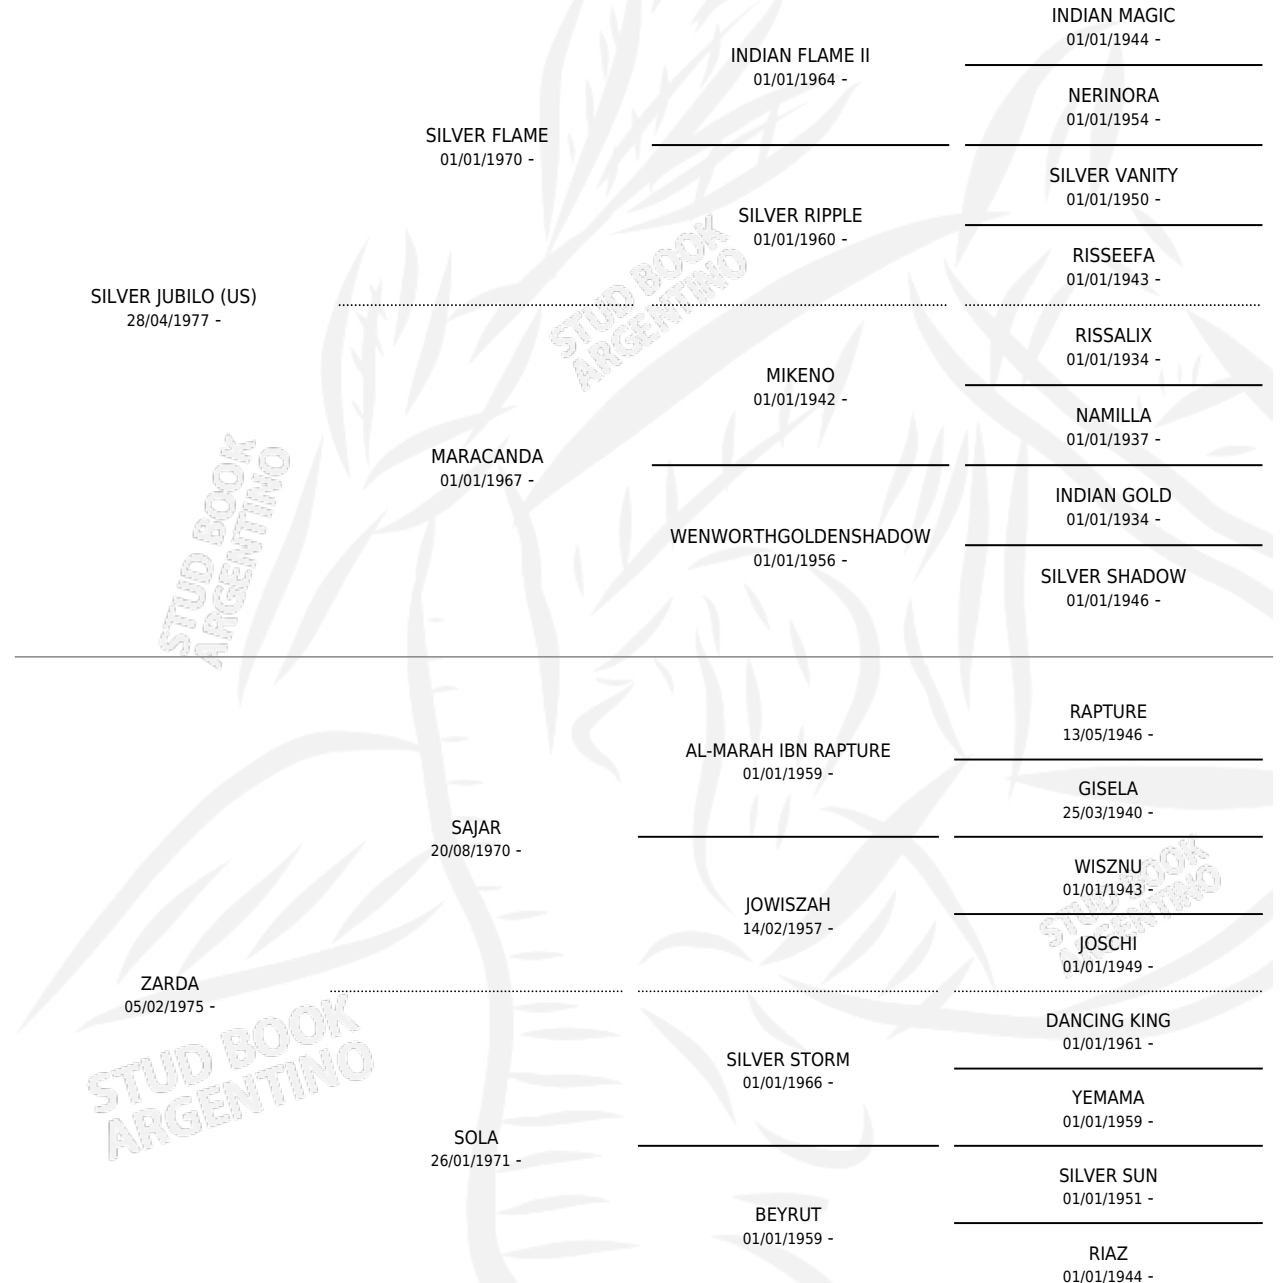 INDIAN MAGIC
01/01/1944 -
INDIAN FLAME II
01/01/1964 -
NERINORA
01/01/1954 -
SILVER FLAME
01/01/1970 -
SILVER VANITY
01/01/1950 -
SILVER RIPPLE
01/01/1960 -
RISSEEFA
01/01/1943 -
SILVER JUBILO (US)
28/04/1977 -
RISSALIX
01/01/1934 -
MIKENO
01/01/1942 -
NAMILLA
01/01/1937 -
MARACANDA
01/01/1967 -
INDIAN GOLD
01/01/1934 -
WENWORTHGOLDENSHADOW
01/01/1956 -
SILVER SHADOW
01/01/1946 -
STUD BOOK
ARGENTINO
STUD BOOK
ARGENTINO
RAPTURE
13/05/1946 -
AL-MARAH IBN RAPTURE
01/01/1959 -
GISELA
25/03/1940 -
SAJAR
20/08/1970 -
WISZNU
01/01/1943 -
JOWISZAH
14/02/1957 -
JOSCHI
01/01/1949 -
ZARDA
05/02/1975 -
DANCING KING
01/01/1961 -
SILVER STORM
01/01/1966 -
YEMAMA
01/01/1959 -
SOLA
26/01/1971 -
SILVER SUN
01/01/1951 -
BEYRUT
01/01/1959 -
RIAZ
01/01/1944 -
STUD BOOK
ARGENTINO
STUD BOOK
ARGENTINO